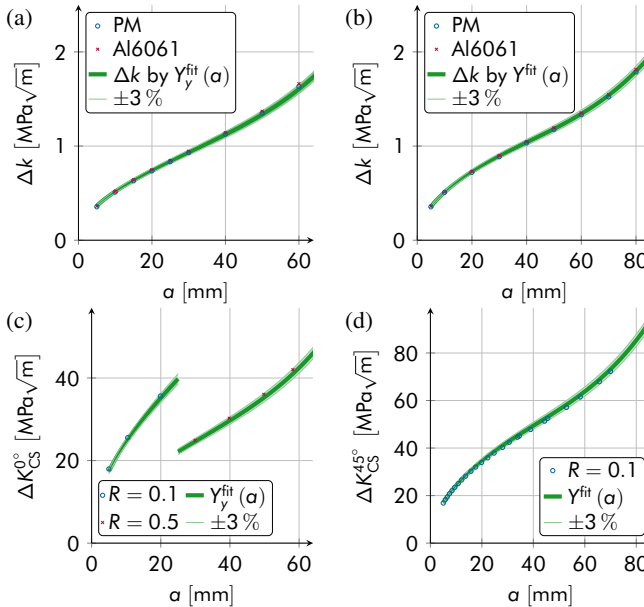 (a)
PM
Al6061
Δk by Y_y^fit(a)
±3 %
2
1
0
Δk [MPa√m]
0 20 40 60
a [mm]
(b)
PM
Al6061
Δk by Y^fit(a)
±3 %
2
1
0
Δk [MPa√m]
0 20 40 60 80
a [mm]
(c)
40
20
0
ΔK_CS^0° [MPa√m]
R = 0.1 Y_y^fit(a)
R = 0.5 ±3 %
0 20 40 60
a [mm]
(d)
80
60
40
20
0
ΔK_CS^45° [MPa√m]
R = 0.1
Y^fit(a)
±3 %
0 20 40 60 80
a [mm]